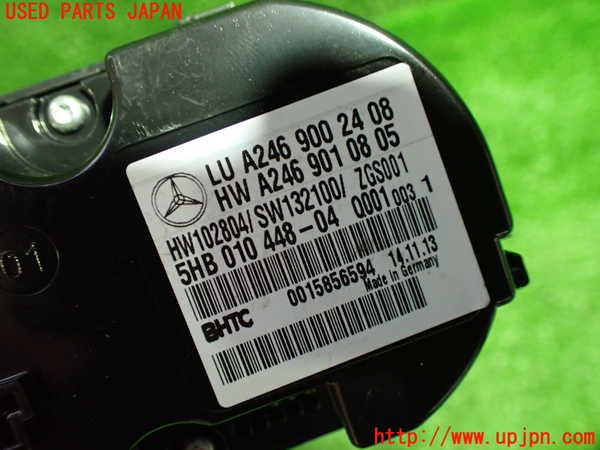 USED PARTS JAPAN
LU A246 900 24 08
HW A246 901 08 05
HW102804/ SW132100/ ZGS001
5HB 010 448-04 Q001 003 1
0015856594 14.11.13
BHTC Made in Germany
01
http://www.upjpn.com/